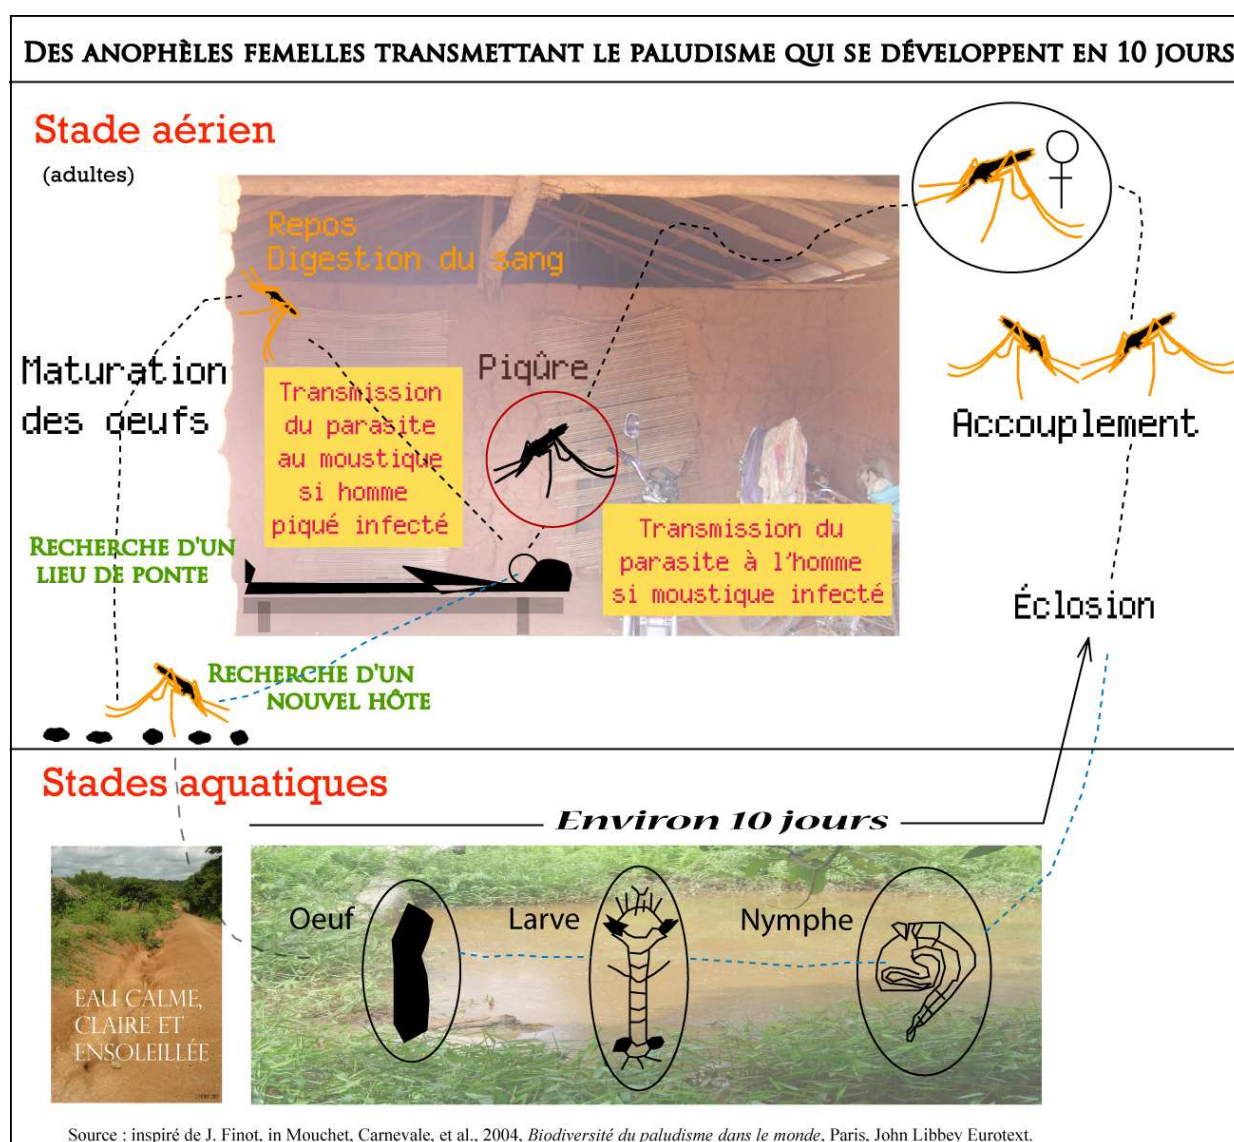 DES ANOPHÈLES FEMELLES TRANSMETTANT LE PALUDISME QUI SE DÉVELOPPENT EN 10 JOURS
Stade aérien
(adultes)
Repos
Digestion du sang
Maturation
des oeufs
Piqûre
Transmission
du parasite
au moustique
si homme
piqué infecté
Accouplement
Transmission du
parasite à l'homme
si moustique infecté
RECHERCHE D'UN
LIEU DE PONTE
Éclosion
RECHERCHE D'UN
NOUVEL HÔTE
Stades aquatiques
Environ 10 jours
Oeuf
Larve
Nymphe
EAU CALME,
CLAIRE ET
ENSOLEILLÉE
Source : inspiré de J. Finot, in Mouchet, Carnevale, et al., 2004, Biodiversité du paludisme dans le monde, Paris, John Libbey Eurotext.